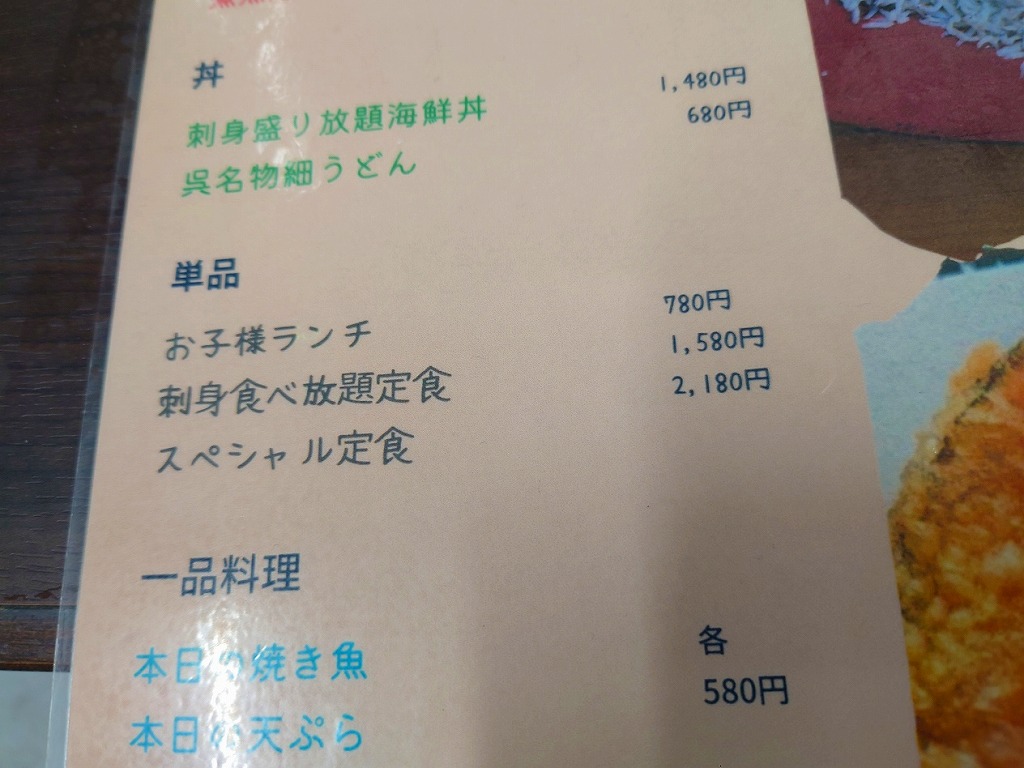 丼
刺身盛り放題海鮮丼 1,480円
呉名物細うどん 680円
単品
お子様ランチ 780円
刺身食べ放題定食 1,580円
スペシャル定食 2,180円
一品料理
本日の焼き魚 各
本日の天ぷら 580円